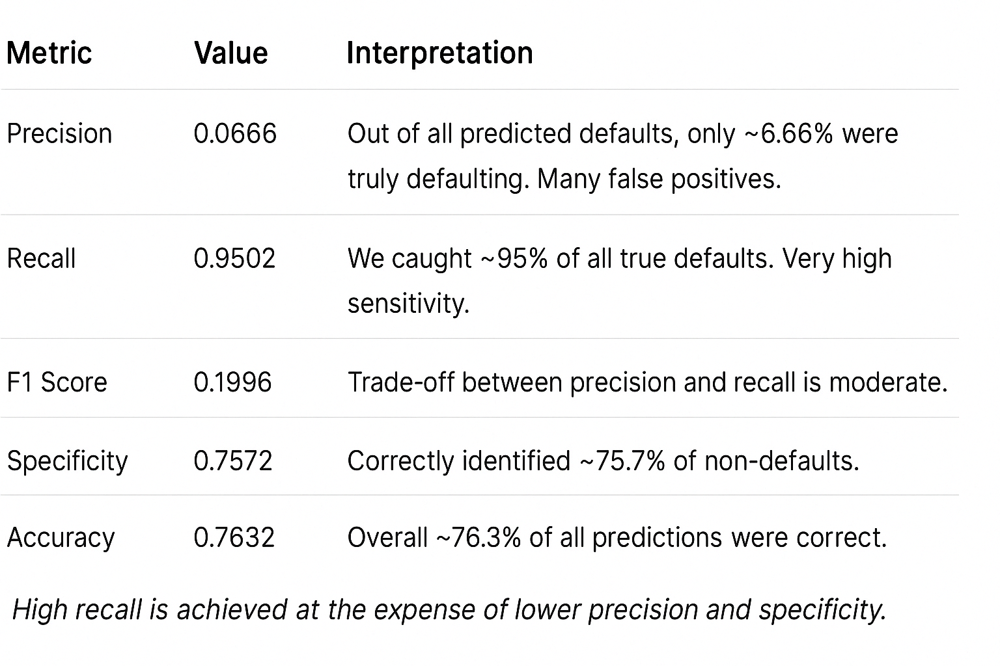 Metric Value Interpretation
Precision 0.0666 Out of all predicted defaults, only ~6.66% were
truly defaulting. Many false positives.
Recall 0.9502 We caught ~95% of all true defaults. Very high
sensitivity.
F1 Score 0.1996 Trade-off between precision and recall is moderate.
Specificity 0.7572 Correctly identified ~75.7% of non-defaults.
Accuracy 0.7632 Overall ~76.3% of all predictions were correct.
High recall is achieved at the expense of lower precision and specificity.